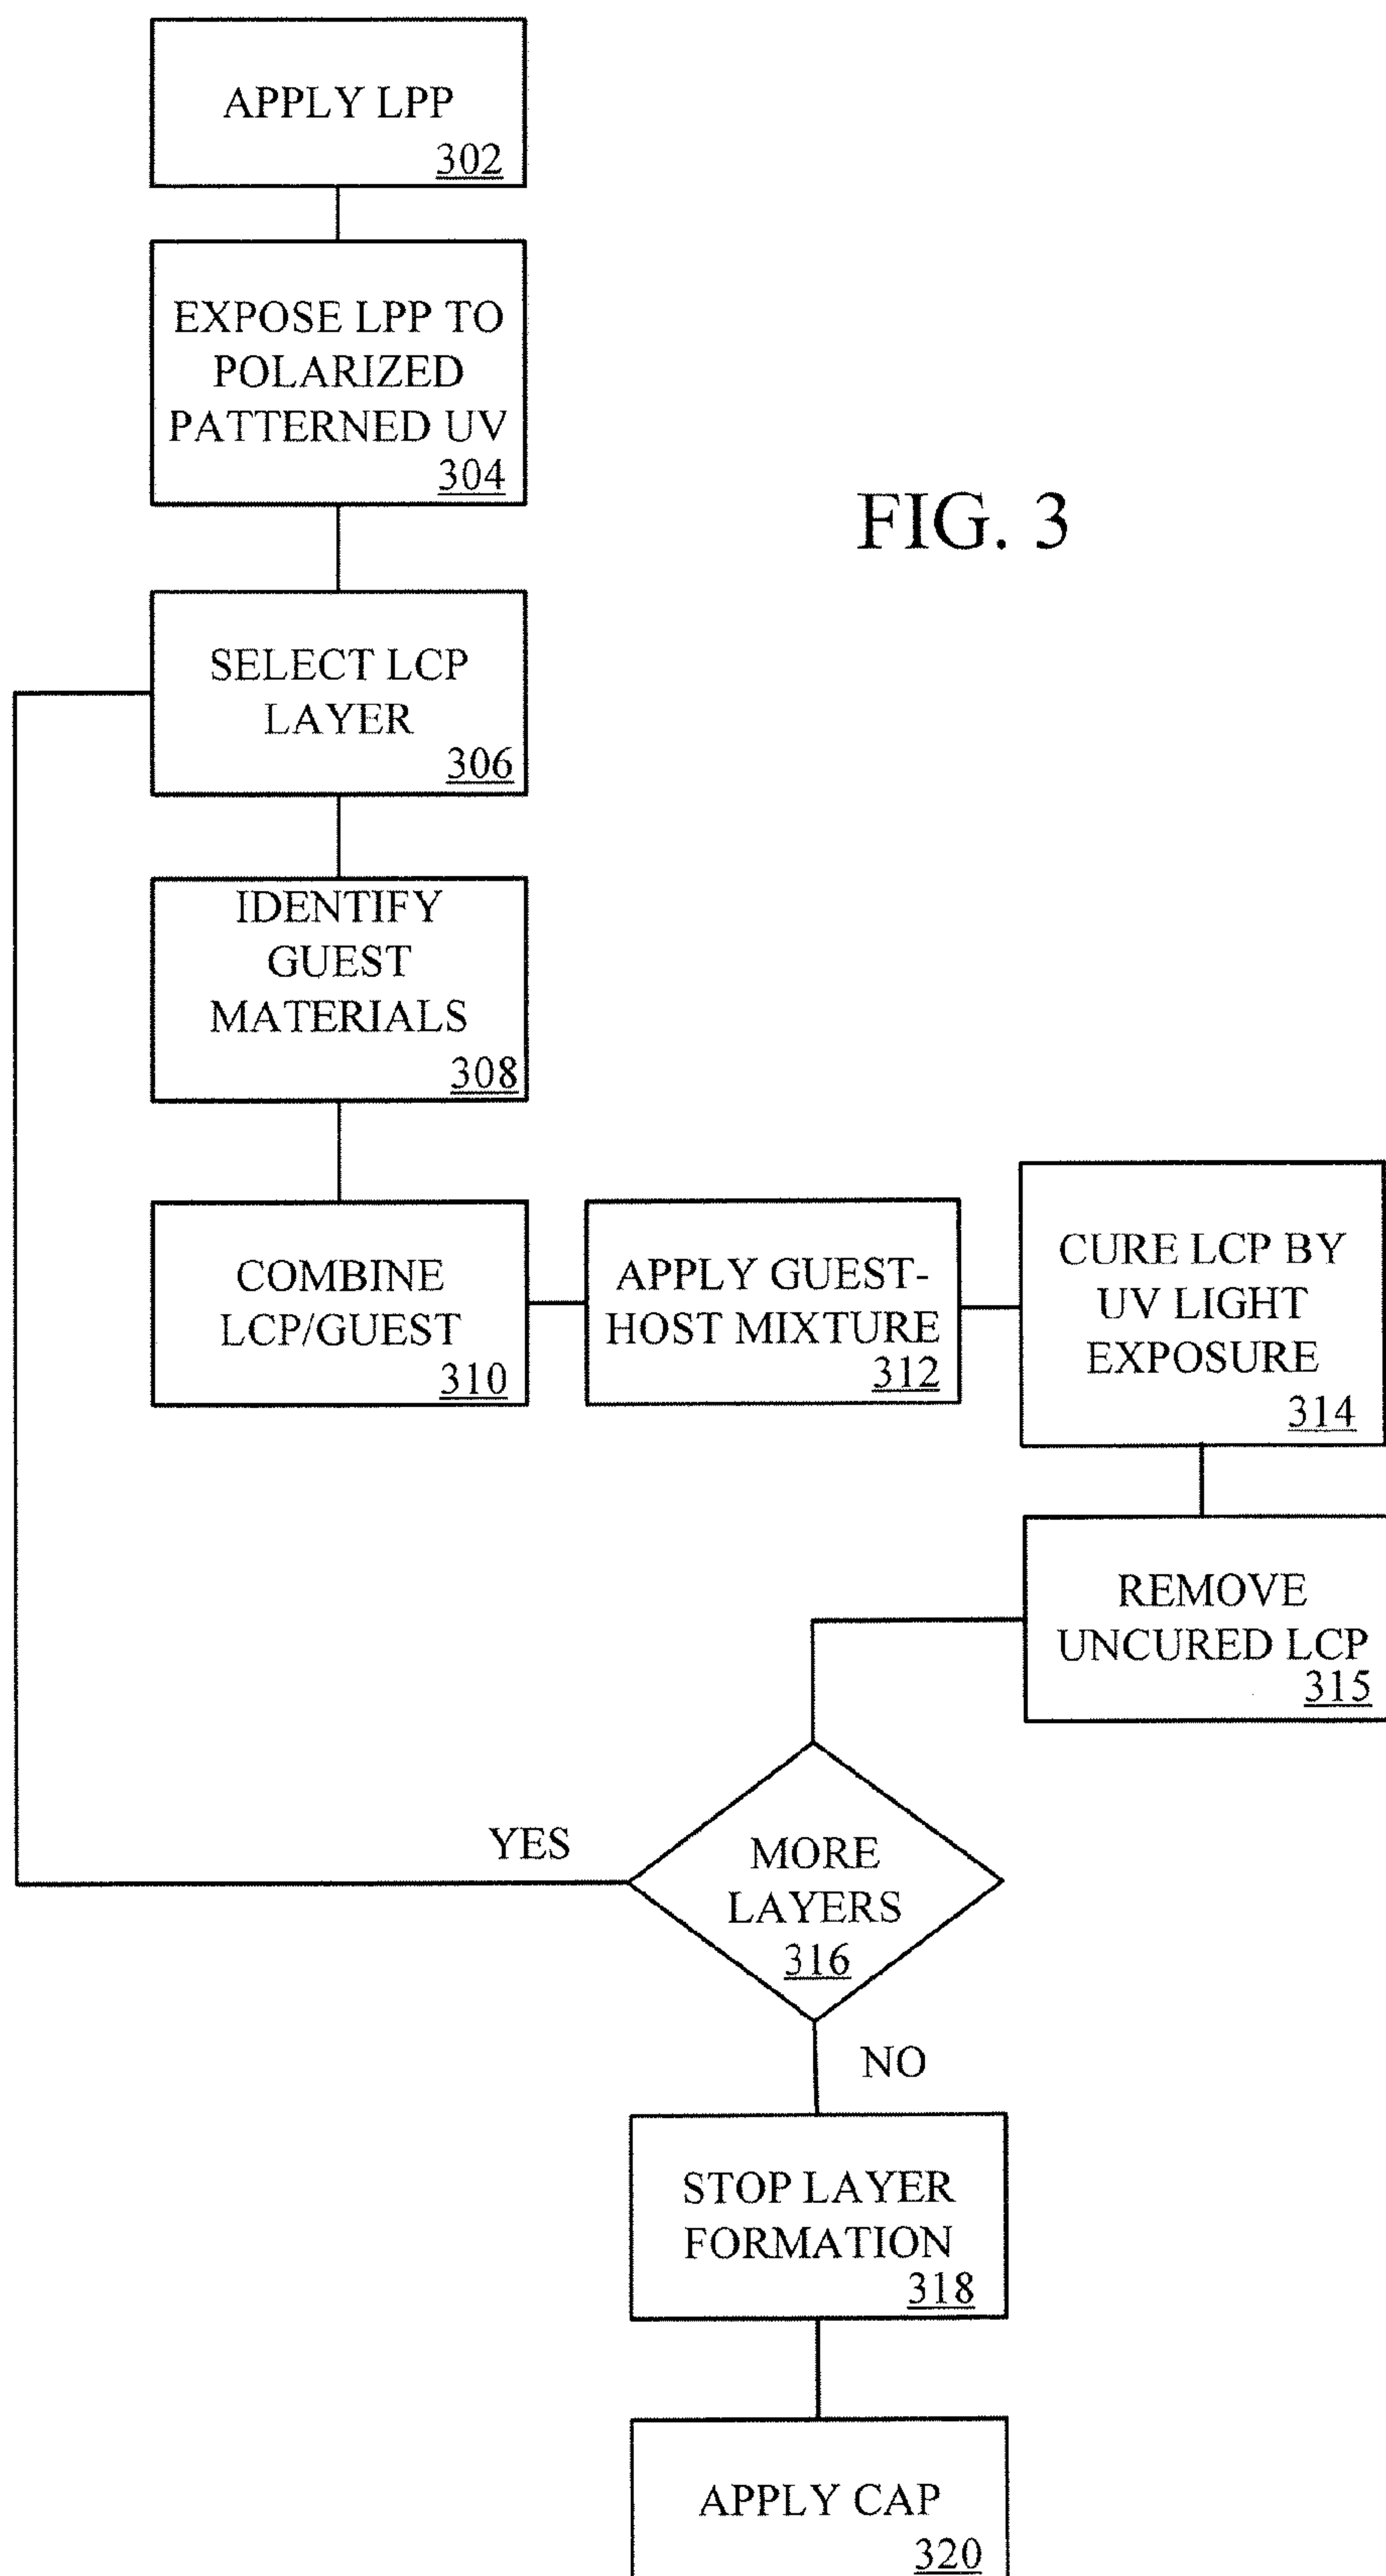 APPLY LPP
302
EXPOSE LPP TO
POLARIZED
PATTERNED UV
304
FIG. 3
SELECT LCP
LAYER
306
IDENTIFY
GUEST
MATERIALS
308
COMBINE
LCP/GUEST
310
APPLY GUEST-
HOST MIXTURE
312
CURE LCP BY
UV LIGHT
EXPOSURE
314
REMOVE
UNCURED LCP
315
MORE
LAYERS
316
YES
NO
STOP LAYER
FORMATION
318
APPLY CAP
320